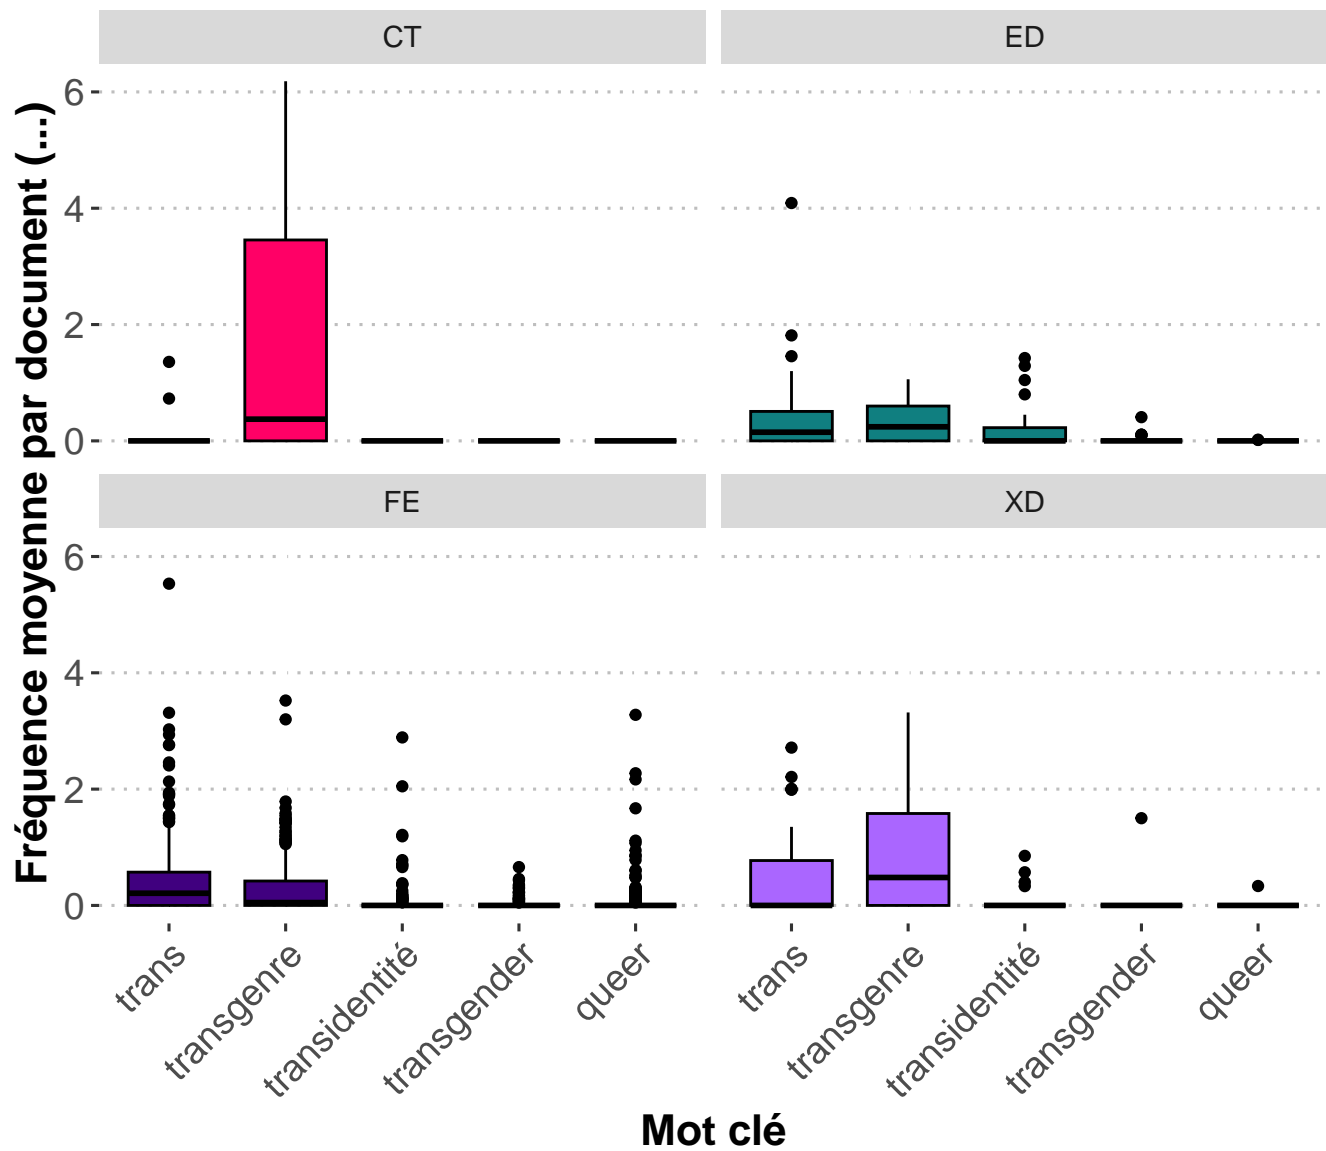 CT
ED
6
4
2
0
FE
XD
6
4
2
0
trans
transgenre
transidentité
transgender
queer
trans
transgenre
transidentité
transgender
queer
Mot clé
Fréquence moyenne par document (...)